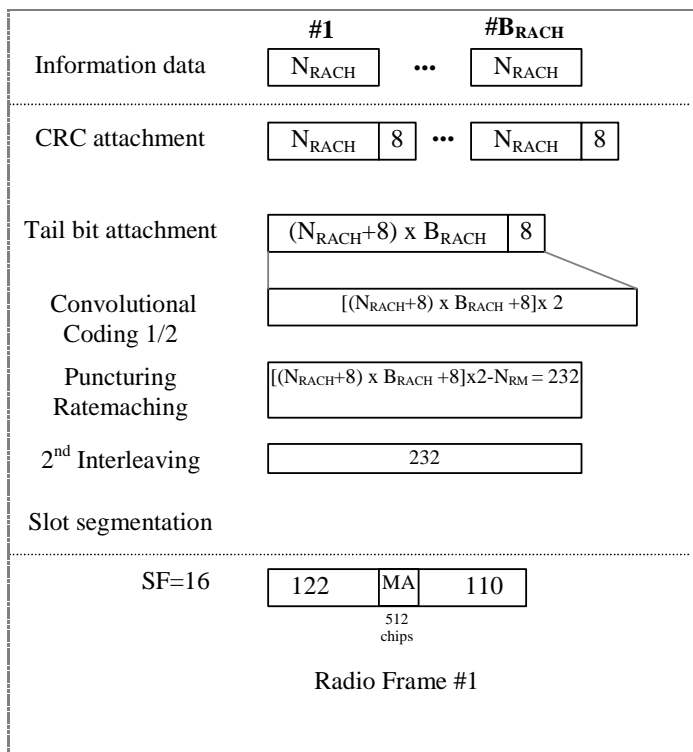 #1 #B_RACH
Information data N_RACH ... N_RACH
CRC attachment N_RACH 8 ... N_RACH 8
Tail bit attachment (N_RACH+8) x B_RACH 8
Convolutional
Coding 1/2
[(N_RACH+8) x B_RACH +8]x 2
Puncturing
Ratemaching
[(N_RACH+8) x B_RACH +8]x2-N_RM = 232
2nd Interleaving 232
Slot segmentation
SF=16 122 MA 110
512
chips
Radio Frame #1